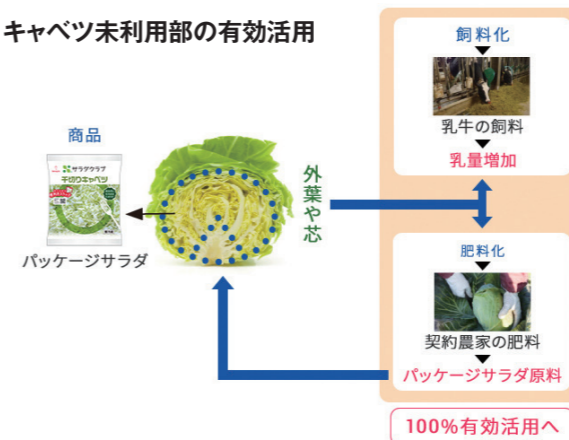 キャベツ未利用部の有効活用
商品
サラダクラブ
千切りキャベツ
パッケージサラダ
外葉や芯
飼料化
乳牛の飼料
乳量増加
肥料化
契約農家の肥料
パッケージサラダ原料
100%有効活用へ